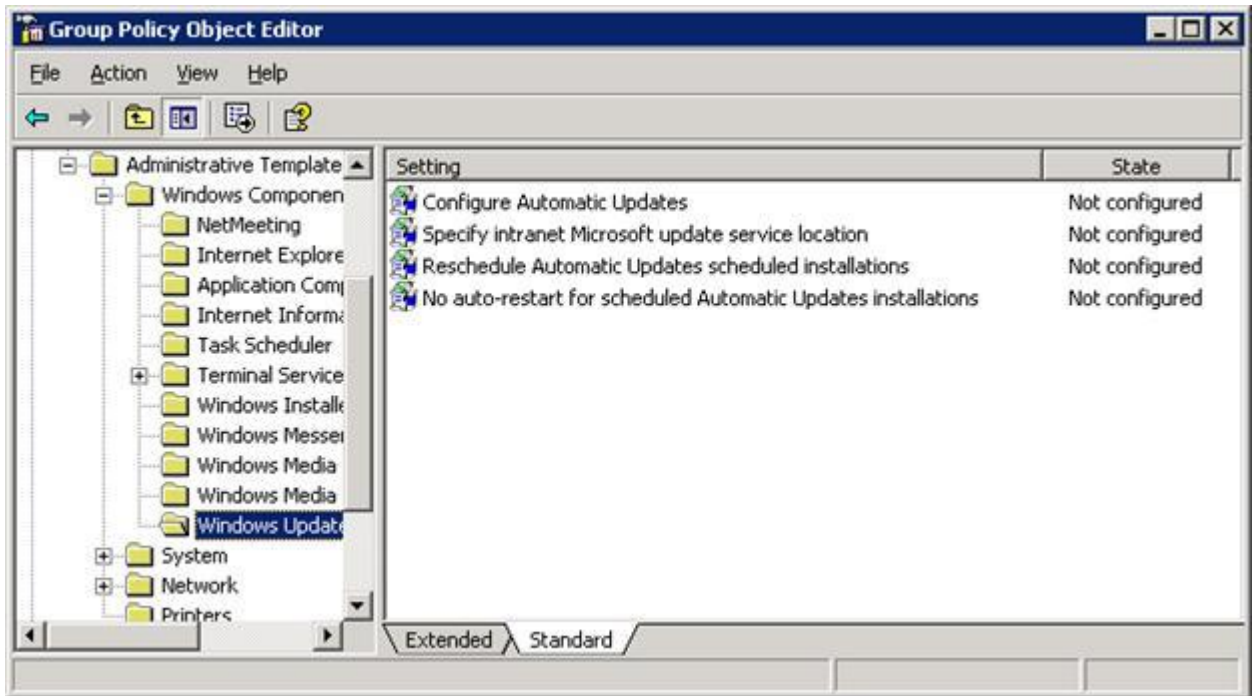 Group Policy Object Editor
File Action View Help
Administrative Template
Windows Componen
NetMeeting
Internet Explore
Application Com
Internet Informa
Task Scheduler
Terminal Service
Windows Installe
Windows Messen
Windows Media
Windows Media
Windows Update
System
Network
Printers
Setting State
Configure Automatic Updates Not configured
Specify intranet Microsoft update service location Not configured
Reschedule Automatic Updates scheduled installations Not configured
No auto-restart for scheduled Automatic Updates installations Not configured
Extended Standard